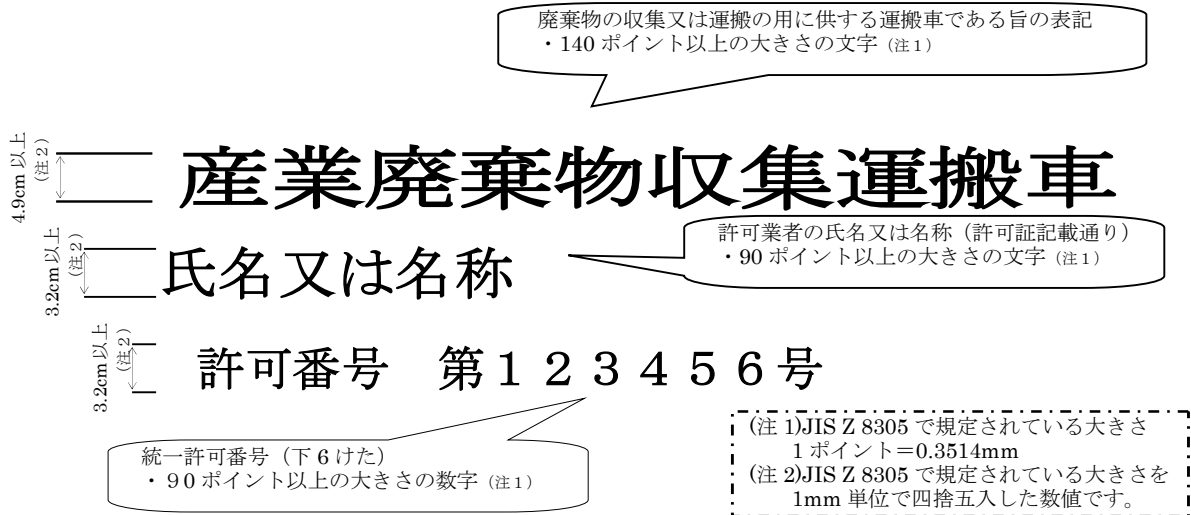 廃棄物の収集又は運搬の用に供する運搬車である旨の表記
・140 ポイント以上の大きさの文字（注１）
4.9cm 以上
（注２）
産業廃棄物収集運搬車
3.2cm 以上
（注２）
氏名又は名称
許可業者の氏名又は名称（許可証記載通り）
・90 ポイント以上の大きさの文字（注１）
3.2cm 以上
（注２）
許可番号　第１２３４５６号
統一許可番号（下 6 けた）
・９0 ポイント以上の大きさの数字（注１）
(注 1)JIS Z 8305 で規定されている大きさ
1 ポイント＝0.3514mm
(注 2)JIS Z 8305 で規定されている大きさを
1mm 単位で四捨五入した数値です。